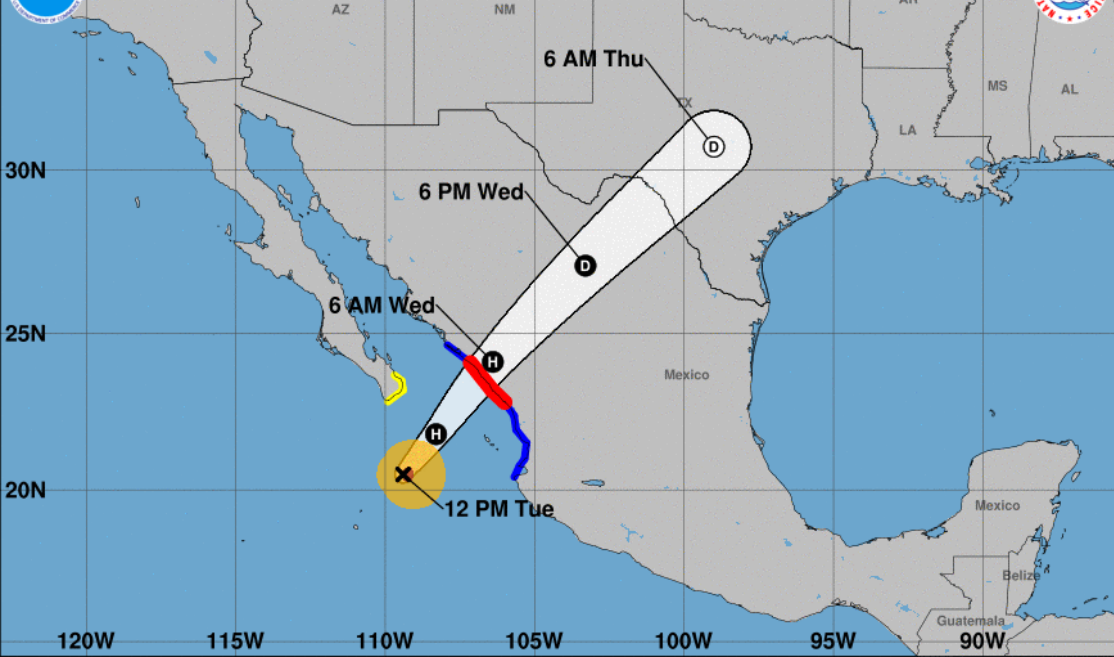 AZ
NM
AR
6 AM Thu
MS
AL
TX
LA
D
30N
6 PM Wed
D
6 AM Wed
25N
H
Mexico
H
20N
12 PM Tue
Mexico
Belize
Guatemala
120W
115W
110W
105W
100W
95W
90W